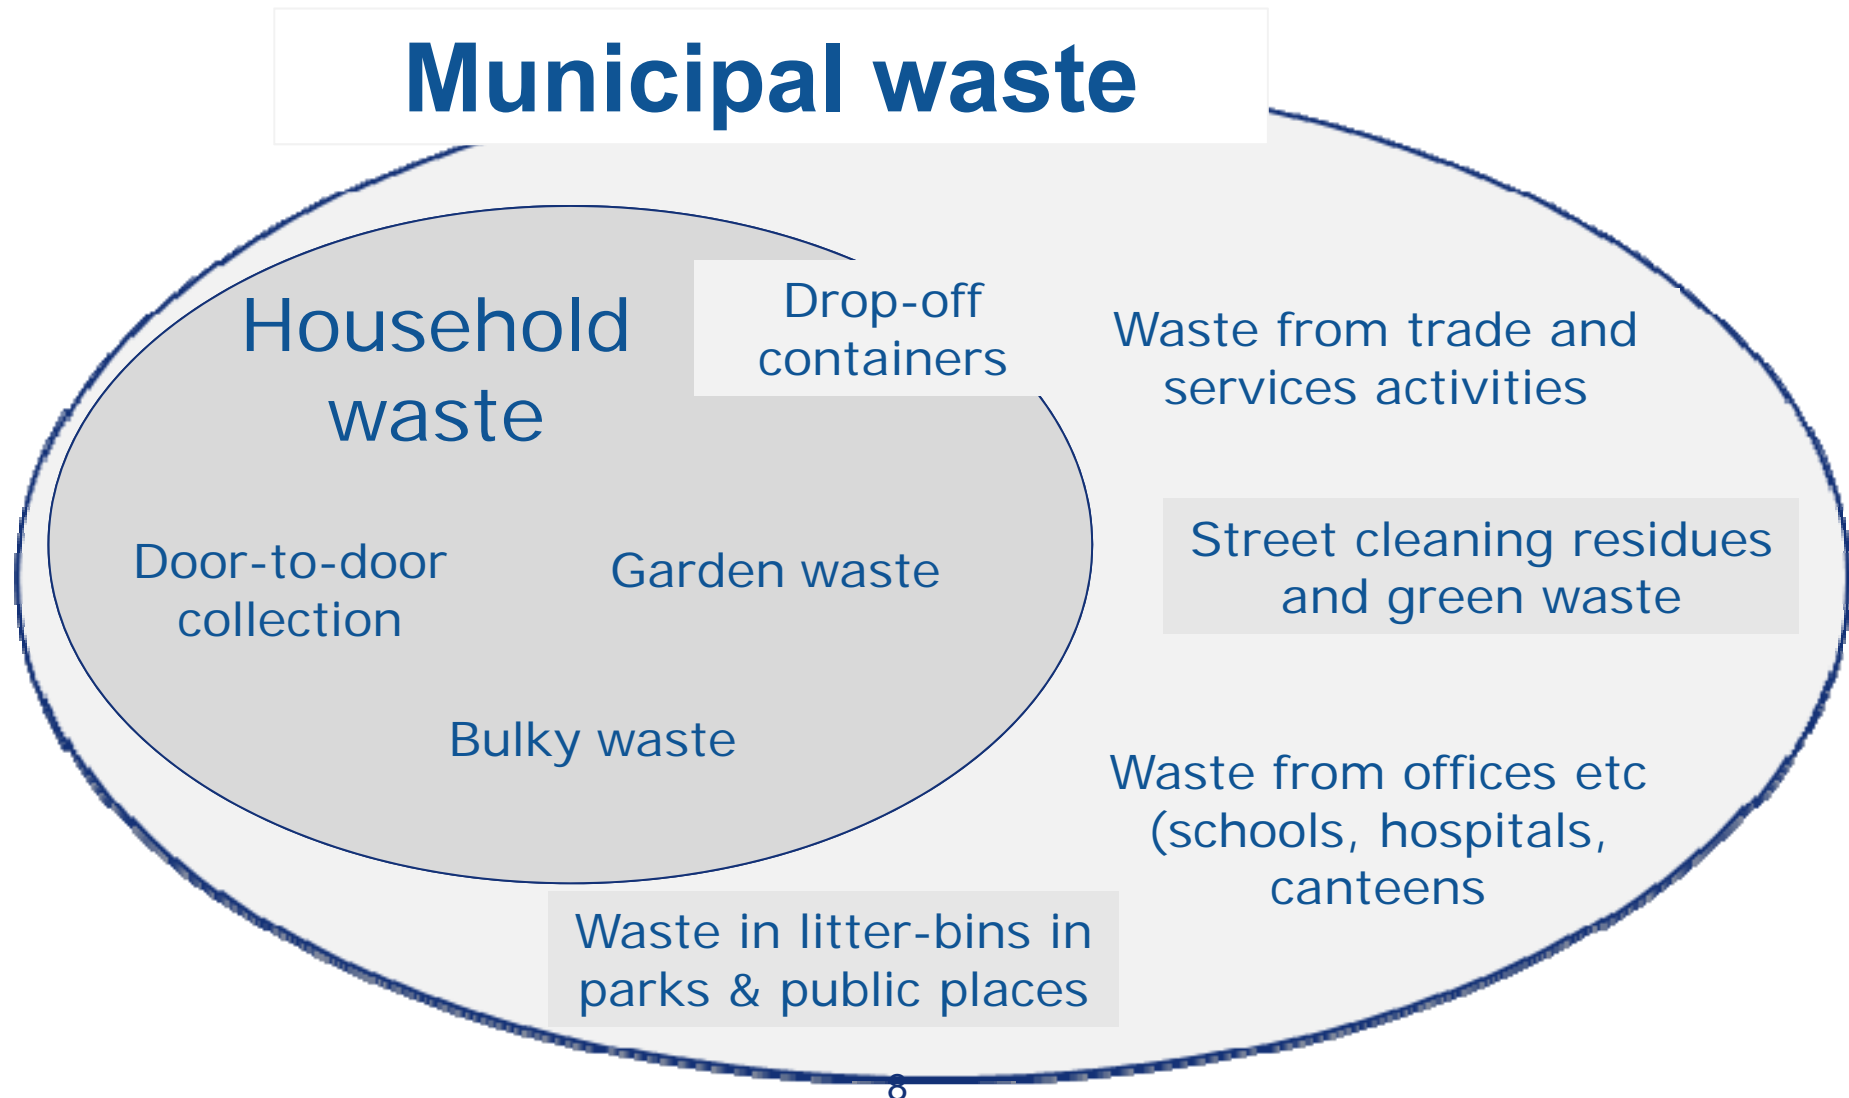 Municipal waste
Household
waste
Drop-off
containers
Waste from trade and
services activities
Door-to-door
collection
Garden waste
Street cleaning residues
and green waste
Bulky waste
Waste from offices etc
(schools, hospitals,
canteens
Waste in litter-bins in
parks & public places
8